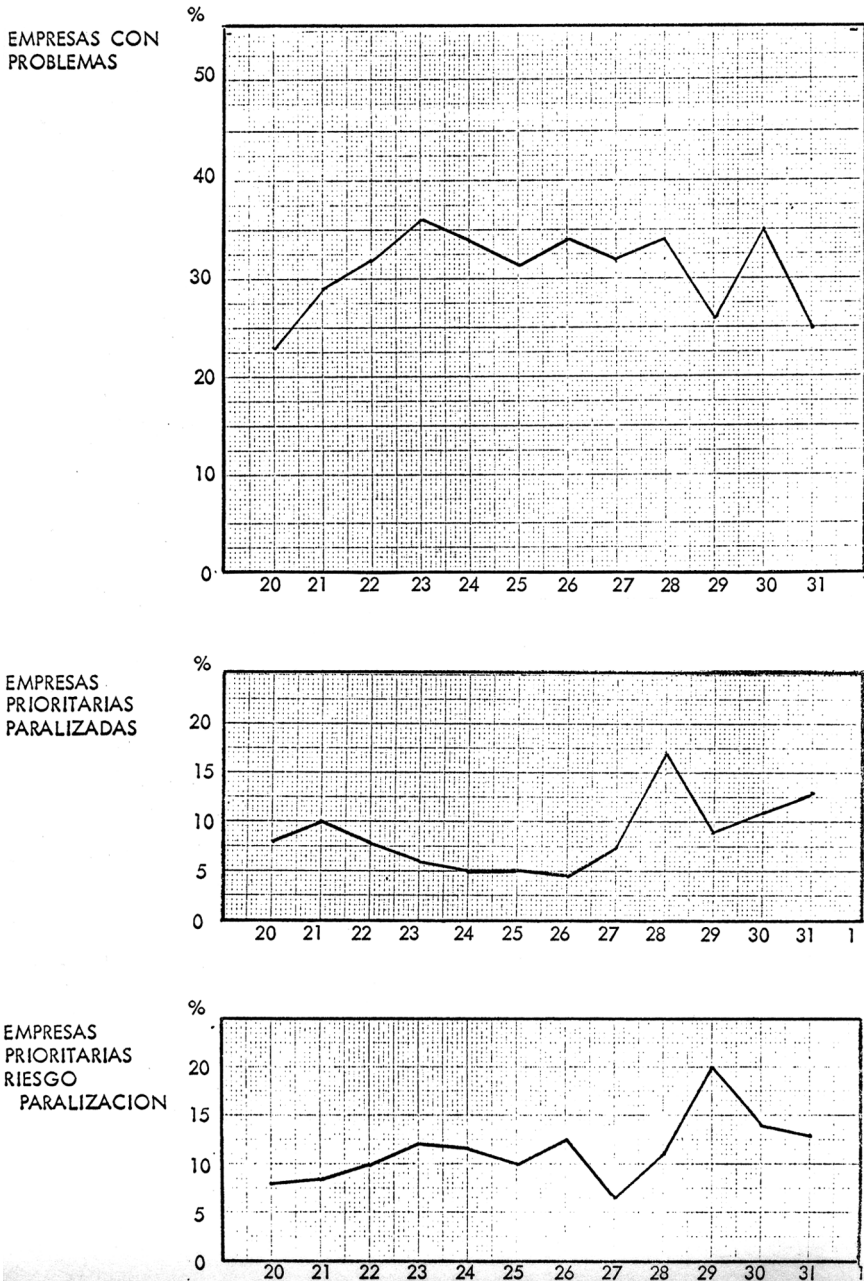 %
EMPRESAS CON
PROBLEMAS
50
40
30
20
10
0
20 21 22 23 24 25 26 27 28 29 30 31
%
EMPRESAS
PRIORITARIAS
PARALIZADAS
20
15
10
5
0
20 21 22 23 24 25 26 27 28 29 30 31 1
%
EMPRESAS
PRIORITARIAS
RIESGO
PARALIZACION
20
15
10
5
0
20 21 22 23 24 25 26 27 28 29 30 31 1